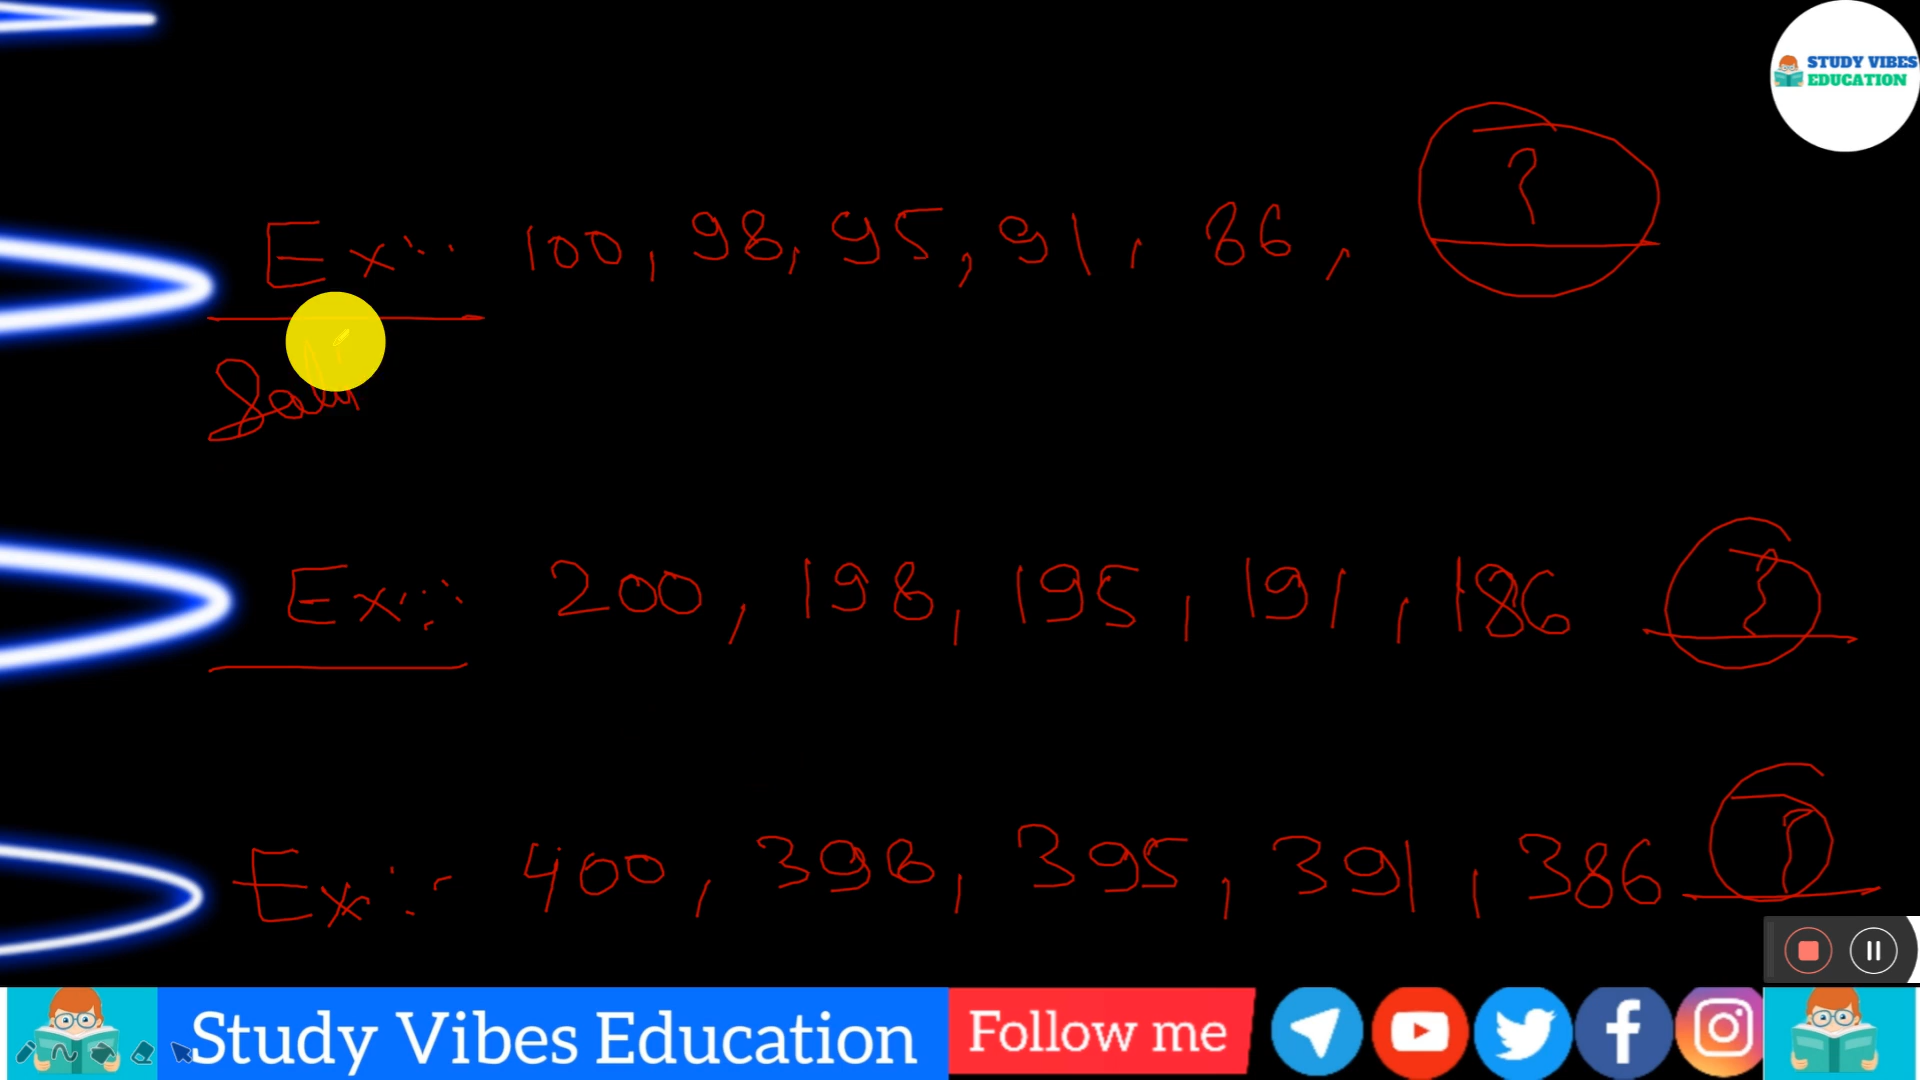 STUDY VIBES
EDUCATION
?
Ex:- 100, 98, 95, 91, 86,
Soln
Ex:- 200, 198, 195, 191, 186 ?
Ex:- 400, 398, 395, 391, 386 ?
Study Vibes Education Follow me